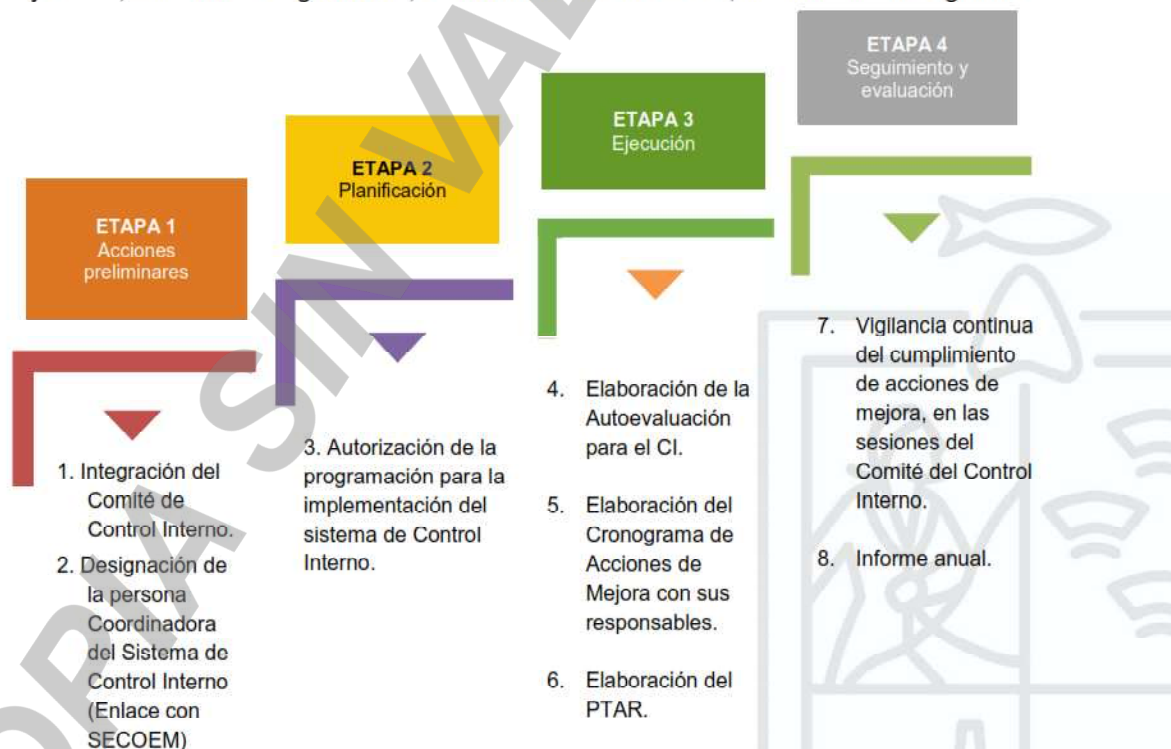 ETAPA 1
Acciones
preliminares
1. Integración del
Comité de
Control Interno.
2. Designación de
la persona
Coordinadora
del Sistema de
Control Interno
(Enlace con
SECOEM)
ETAPA 2
Planificación
3. Autorización de la
programación para la
implementación del
sistema de Control
Interno.
ETAPA 3
Ejecución
4. Elaboración de la
Autoevaluación
para el CI.
5. Elaboración del
Cronograma de
Acciones de
Mejora con sus
responsables.
6. Elaboración del
PTAR.
ETAPA 4
Seguimiento y
evaluación
7. Vigilancia continua
del cumplimiento
de acciones de
mejora, en las
sesiones del
Comité del Control
Interno.
8. Informe anual.